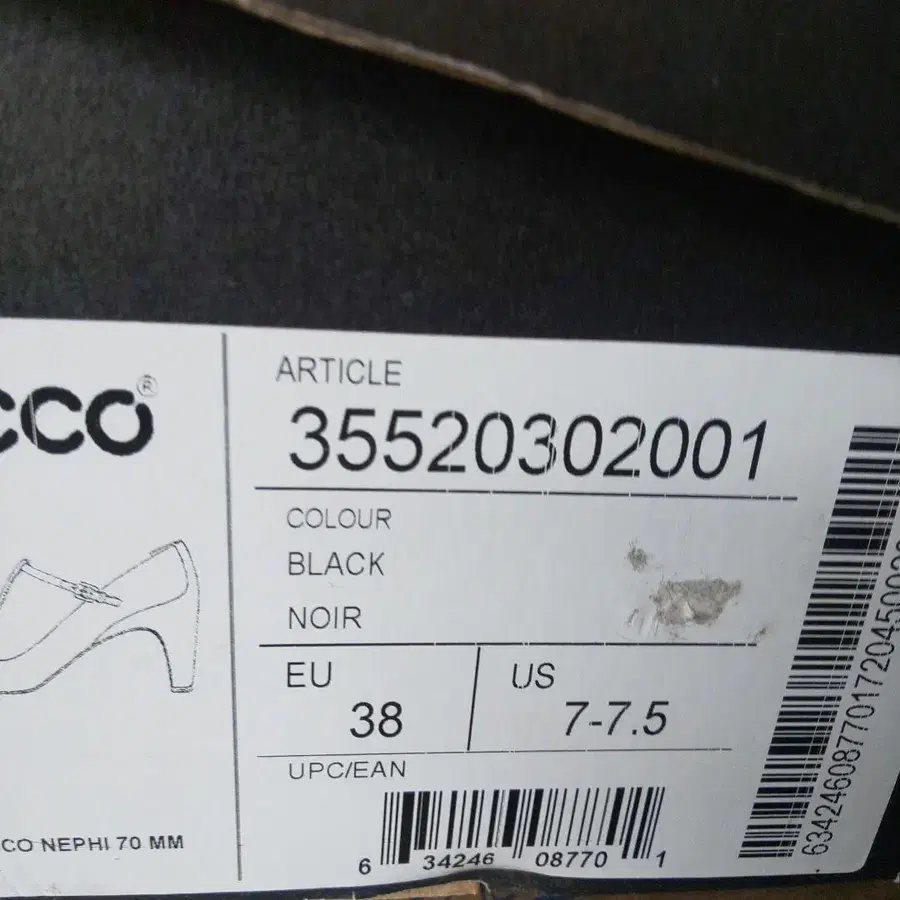 CCO®
CO NEPHI 70 MM
ARTICLE
35520302001
COLOUR
BLACK
NOIR
EU
38
US
7-7.5
UPC/EAN
6 34246 08770 1